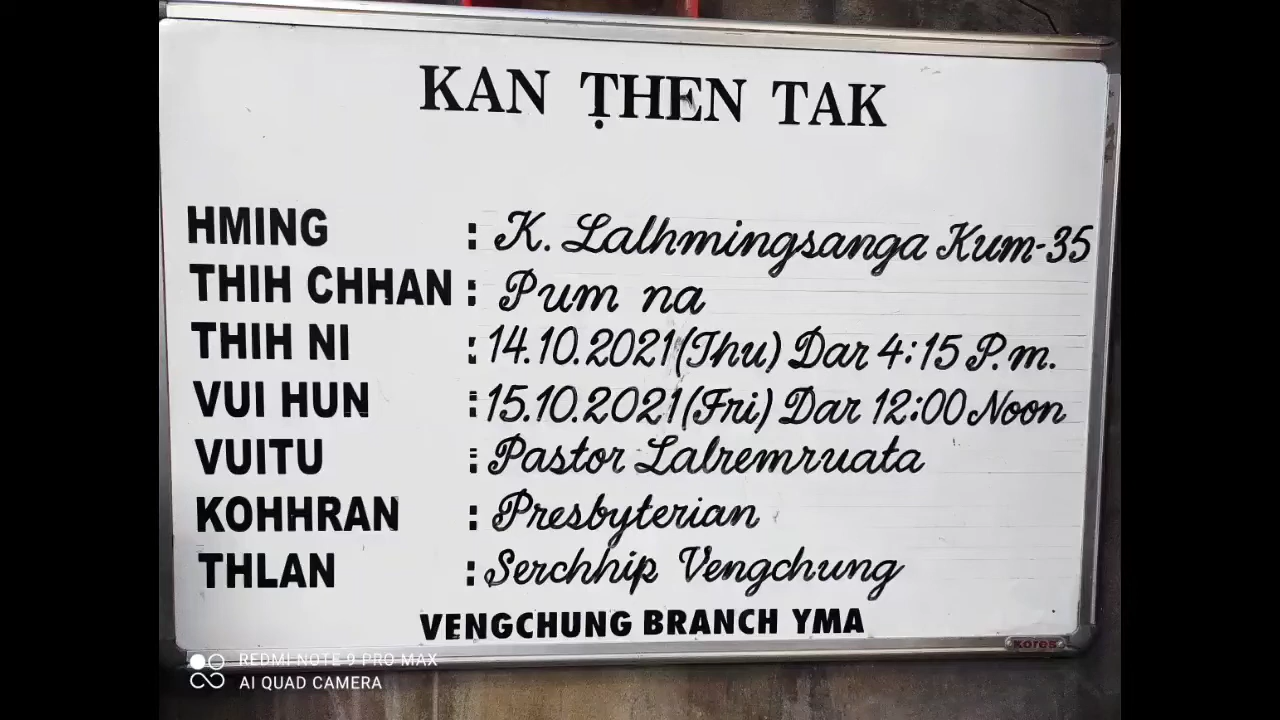 KAN ṬHEN TAK
HMING : K. Lalhmingsanga Kum-35
THIH CHHAN : Pum na
THIH NI : 14.10.2021 (Thu) Dar 4:15 P.m.
VUI HUN : 15.10.2021 (Fri) Dar 12:00 Noon
VUITU : Pastor Lalremruata
KOHHRAN : Presbyterian
THLAN : Serchhip Vengchung
VENGCHUNG BRANCH YMA
kores
REDMI NOTE 9 PRO MAX
AI QUAD CAMERA